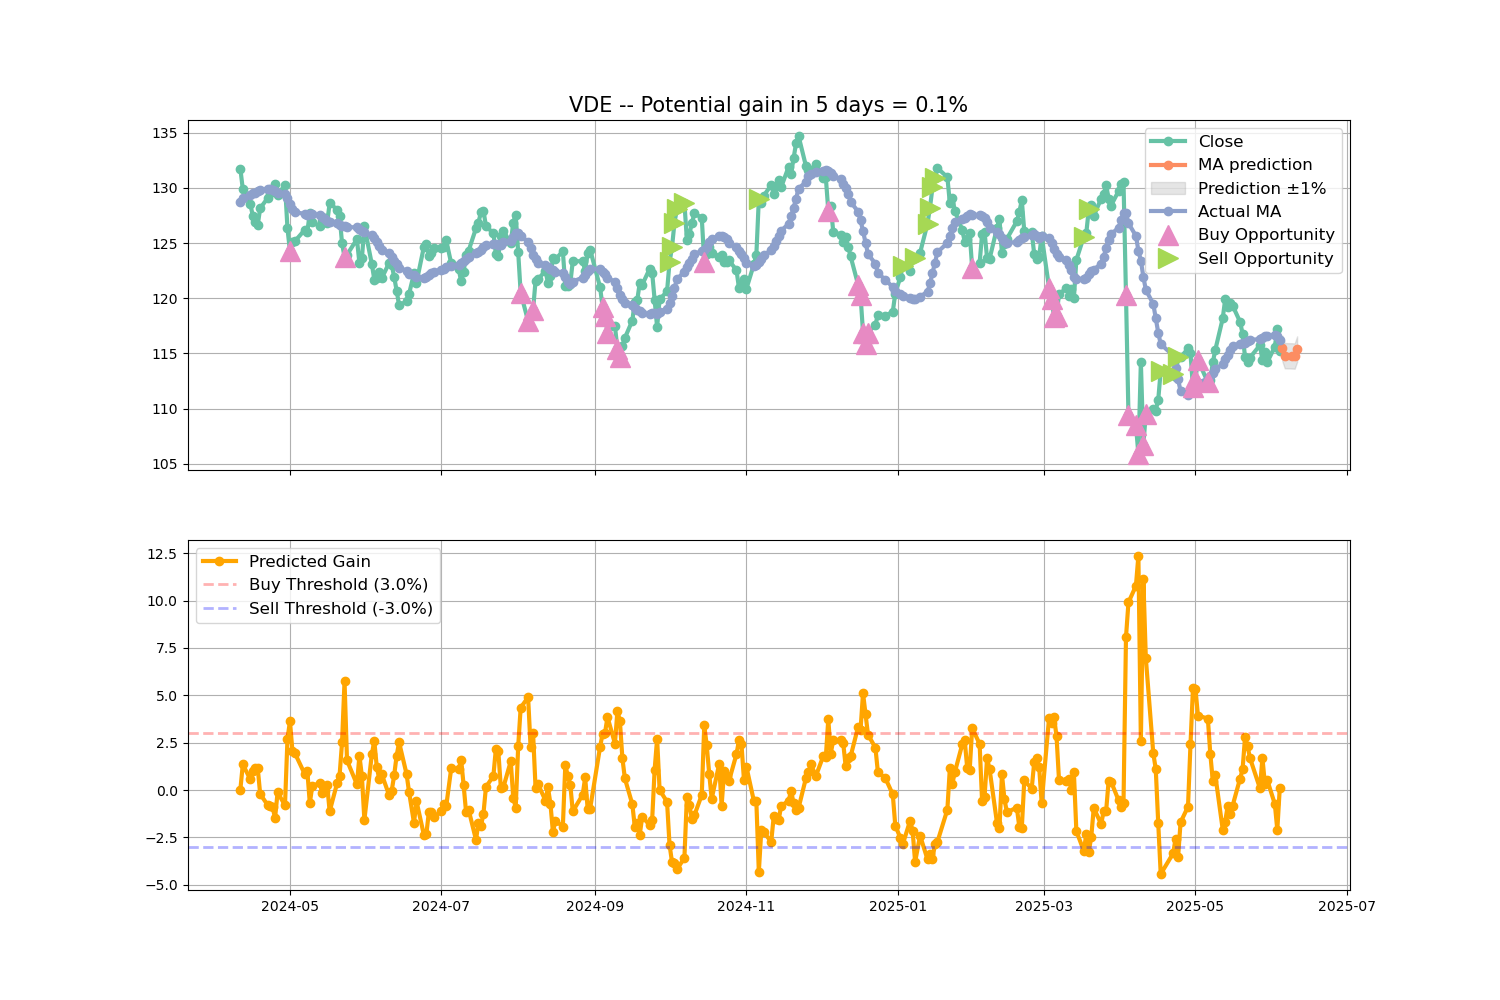 VDE -- Potential gain in 5 days = 0.1%
135
130
125
120
115
110
105
Close
MA prediction
Prediction ±1%
Actual MA
Buy Opportunity
Sell Opportunity
12.5
10.0
7.5
5.0
2.5
0.0
−2.5
−5.0
Predicted Gain
Buy Threshold (3.0%)
Sell Threshold (-3.0%)
2024-05
2024-07
2024-09
2024-11
2025-01
2025-03
2025-05
2025-07